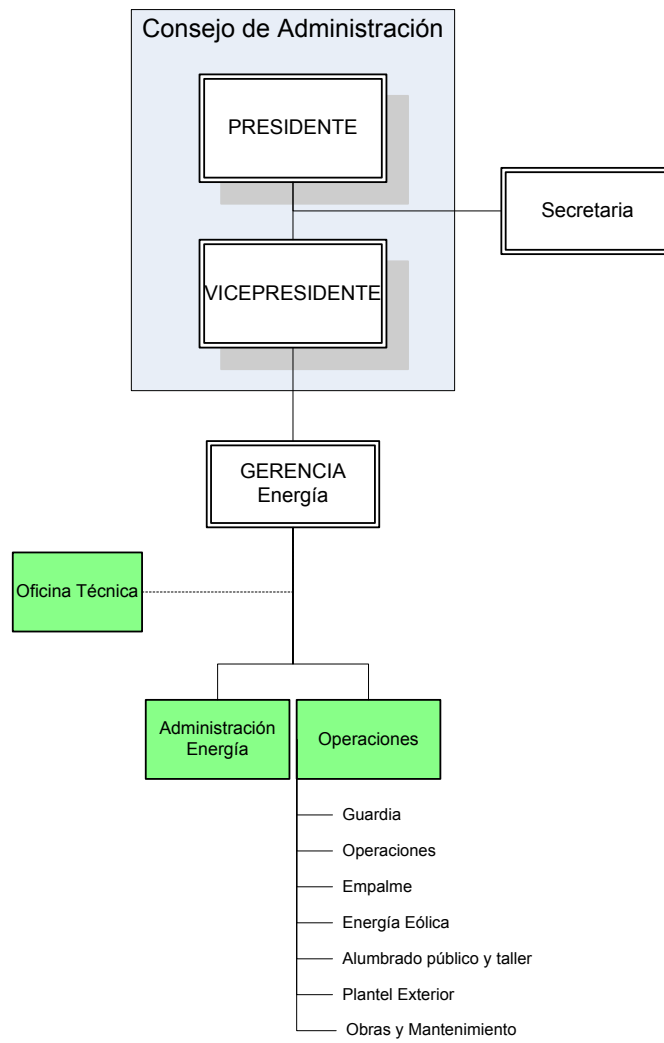 Consejo de Administración
PRESIDENTE
Secretaria
VICEPRESIDENTE
GERENCIA
Energía
Oficina Técnica
Administración
Energía
Operaciones
Guardia
Operaciones
Empalme
Energía Eólica
Alumbrado público y taller
Plantel Exterior
Obras y Mantenimiento